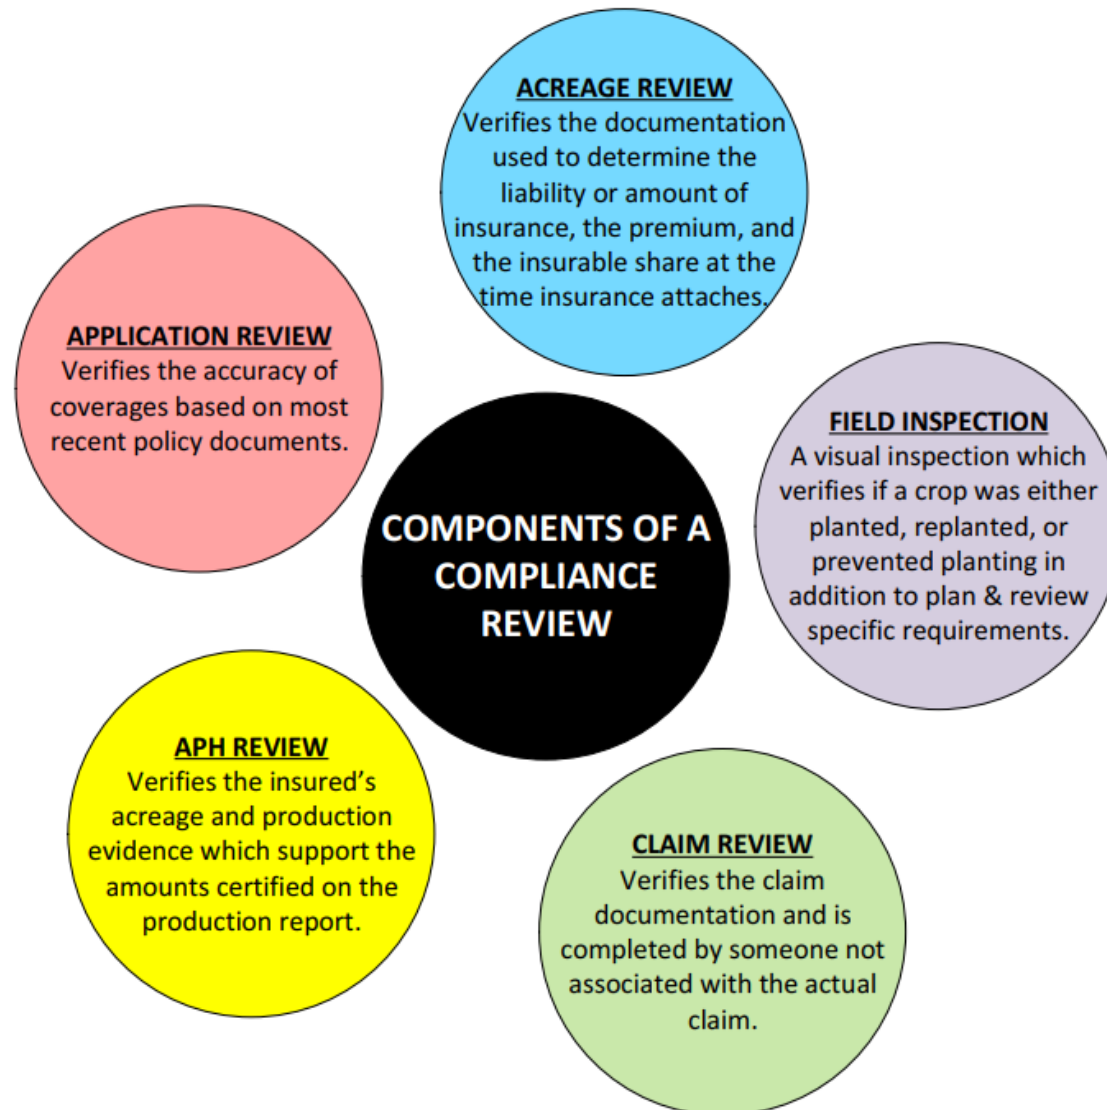 ACREAGE REVIEW
Verifies the documentation
used to determine the
liability or amount of
insurance, the premium, and
the insurable share at the
time insurance attaches.
APPLICATION REVIEW
Verifies the accuracy of
coverages based on most
recent policy documents.
FIELD INSPECTION
A visual inspection which
verifies if a crop was either
planted, replanted, or
prevented planting in
addition to plan & review
specific requirements.
COMPONENTS OF A
COMPLIANCE
REVIEW
APH REVIEW
Verifies the insured’s
acreage and production
evidence which support the
amounts certified on the
production report.
CLAIM REVIEW
Verifies the claim
documentation and is
completed by someone not
associated with the actual
claim.